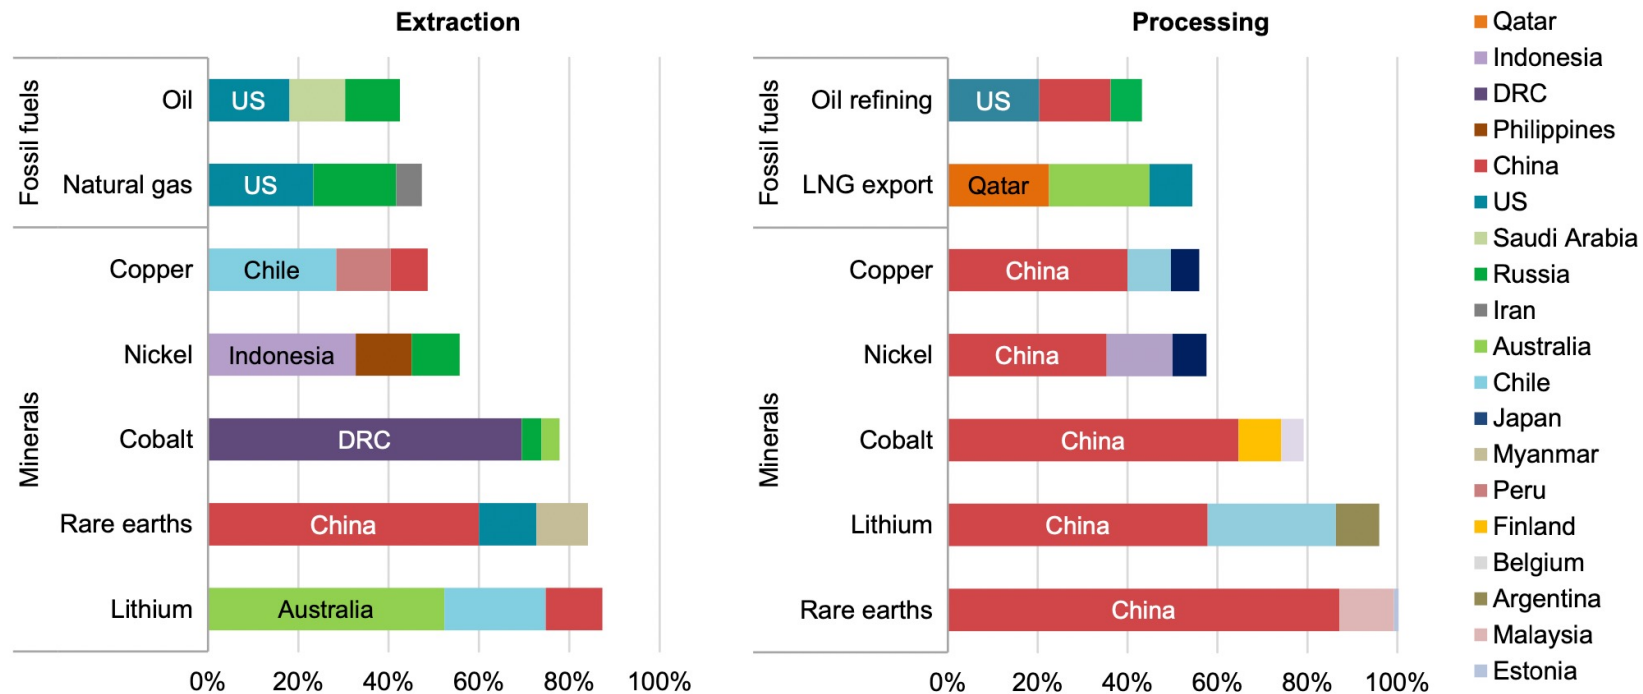 Extraction
Fossil fuels
Oil
US
Natural gas
US
Minerals
Copper
Chile
Nickel
Indonesia
Cobalt
DRC
Rare earths
China
Lithium
Australia
0% 20% 40% 60% 80% 100%
Processing
Fossil fuels
Oil refining
US
LNG export
Qatar
Minerals
Copper
China
Nickel
China
Cobalt
China
Lithium
China
Rare earths
China
0% 20% 40% 60% 80% 100%
Qatar
Indonesia
DRC
Philippines
China
US
Saudi Arabia
Russia
Iran
Australia
Chile
Japan
Myanmar
Peru
Finland
Belgium
Argentina
Malaysia
Estonia